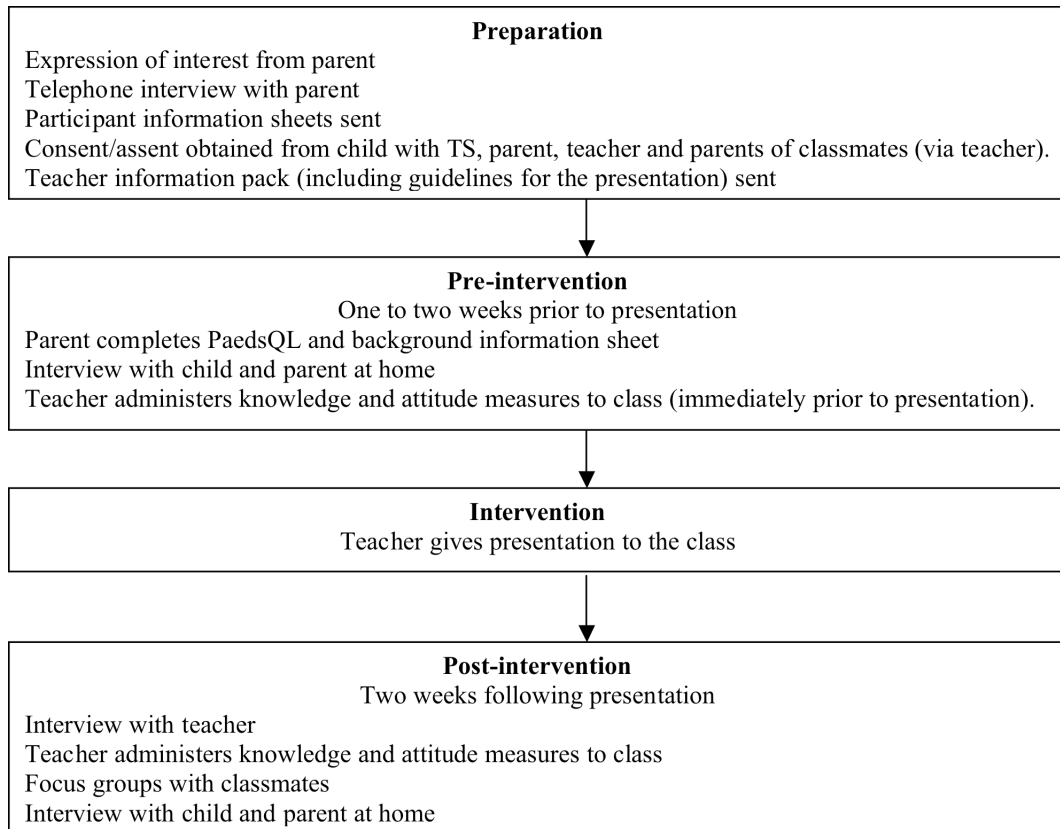 Preparation
Expression of interest from parent
Telephone interview with parent
Participant information sheets sent
Consent/assent obtained from child with TS, parent, teacher and parents of classmates (via teacher).
Teacher information pack (including guidelines for the presentation) sent
Pre-intervention
One to two weeks prior to presentation
Parent completes PaedsQL and background information sheet
Interview with child and parent at home
Teacher administers knowledge and attitude measures to class (immediately prior to presentation).
Intervention
Teacher gives presentation to the class
Post-intervention
Two weeks following presentation
Interview with teacher
Teacher administers knowledge and attitude measures to class
Focus groups with classmates
Interview with child and parent at home